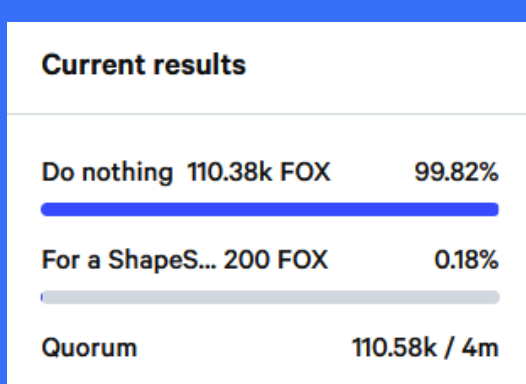 Current results
Do nothing 110.38k FOX 99.82%
For a ShapeS... 200 FOX 0.18%
Quorum 110.58k / 4m